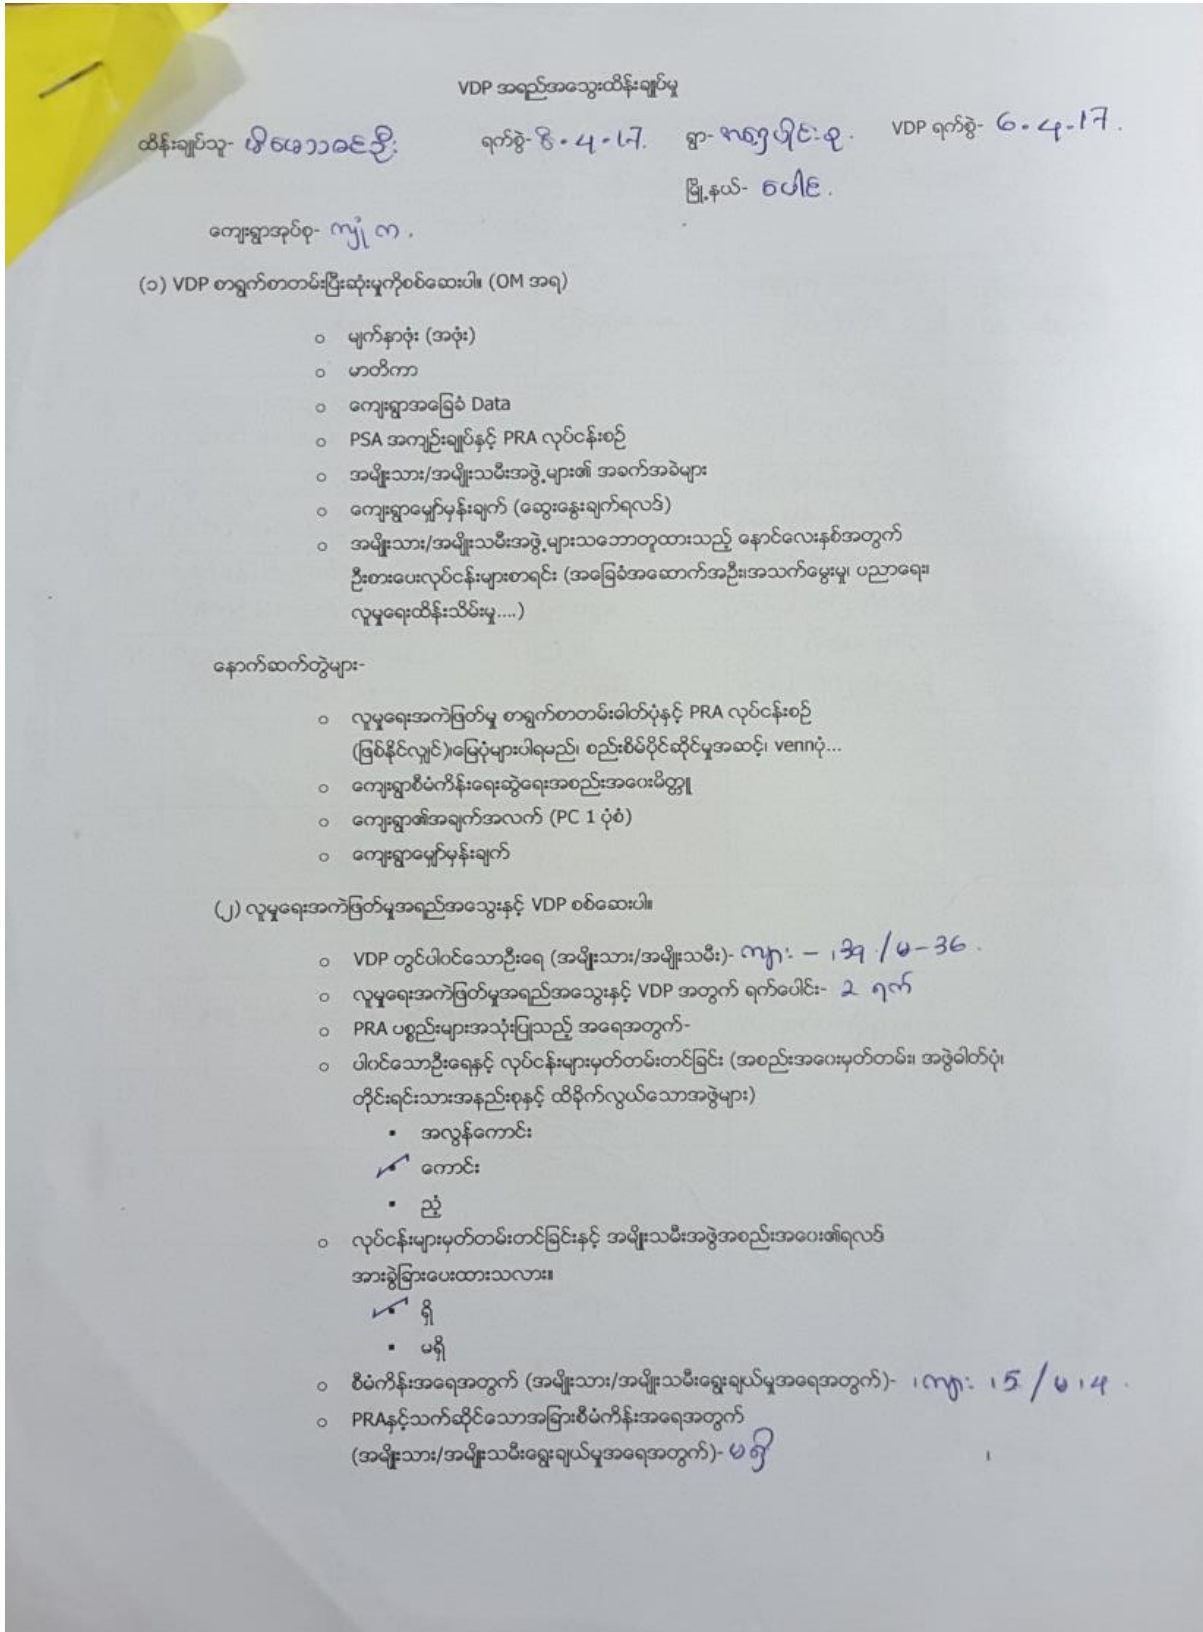 VDP အရည်အသွေးထိန်းချုပ်မှု
ထိန်းချုပ်သူ- ရက်စွဲ- 8-4-17. ရွာ- VDP ရက်စွဲ- 6-4-17.
မြို့နယ်- ပေါင်.
ကျေးရွာအုပ်စု- ကျုံ က.
(၁) VDP စာရွက်စာတမ်းပြီးဆုံးမှုကိုစစ်ဆေးပါ။ (OM အရ)
○ မျက်နှာဖုံး (အဖုံး)
○ မာတိကာ
○ ကျေးရွာအခြေခံ Data
○ PSA အကျဉ်းချုပ်နှင့် PRA လုပ်ငန်းစဉ်
○ အမျိုးသား/အမျိုးသမီးအဖွဲ့များ၏ အခက်အခဲများ
○ ကျေးရွာမျှော်မှန်းချက် (ဆွေးနွေးချက်ရလဒ်)
○ အမျိုးသား/အမျိုးသမီးအဖွဲ့များသဘောတူထားသည့် နောင်လေးနှစ်အတွက်
ဦးစားပေးလုပ်ငန်းများစာရင်း (အခြေခံအဆောက်အဦး၊အသက်မွေးမှု၊ ပညာရေး၊
လူမှုရေးထိန်းသိမ်းမှု....)
နောက်ဆက်တွဲများ-
○ လူမှုရေးအကဲဖြတ်မှု စာရွက်စာတမ်းဓါတ်ပုံနှင့် PRA လုပ်ငန်းစဉ်
(ဖြစ်နိုင်လျှင်)၊မြေပုံများပါရမည်၊ စည်းစိမ်ပိုင်ဆိုင်မှုအဆင့်၊ vennပုံ...
○ ကျေးရွာစီမံကိန်းရေးဆွဲရေးအစည်းအဝေးမိတ္တူ
○ ကျေးရွာ၏အချက်အလက် (PC 1 ပုံစံ)
○ ကျေးရွာမျှော်မှန်းချက်
(၂) လူမှုရေးအကဲဖြတ်မှုအရည်အသွေးနှင့် VDP စစ်ဆေးပါ။
○ VDP တွင်ပါဝင်သောဦးရေ (အမျိုးသား/အမျိုးသမီး)- ကျား - 39 / မ-36.
○ လူမှုရေးအကဲဖြတ်မှုအရည်အသွေးနှင့် VDP အတွက် ရက်ပေါင်း- 2 ရက်
○ PRA ပစ္စည်းများအသုံးပြုသည့် အရေအတွက်-
○ ပါဝင်သောဦးရေနှင့် လုပ်ငန်းများမှတ်တမ်းတင်ခြင်း (အစည်းအဝေးမှတ်တမ်း၊ အဖွဲ့ဓါတ်ပုံ၊
တိုင်းရင်းသားအနည်းစုနှင့် ထိခိုက်လွယ်သောအဖွဲများ)
▪ အလွန်ကောင်း
✓ ကောင်း
▪ ညံ့
○ လုပ်ငန်းများမှတ်တမ်းတင်ခြင်းနှင့် အမျိုးသမီးအဖွဲအစည်းအဝေး၏ရလဒ်
အားခွဲခြားပေးထားသလား။
✓ ရှိ
▪ မရှိ
○ စီမံကိန်းအရေအတွက် (အမျိုးသား/အမျိုးသမီးရွေးချယ်မှုအရေအတွက်)- ကျား 15 / မ 14.
○ PRAနှင့်သက်ဆိုင်သောအခြားစီမံကိန်းအရေအတွက်
(အမျိုးသား/အမျိုးသမီးရွေးချယ်မှုအရေအတွက်)- မရှိ